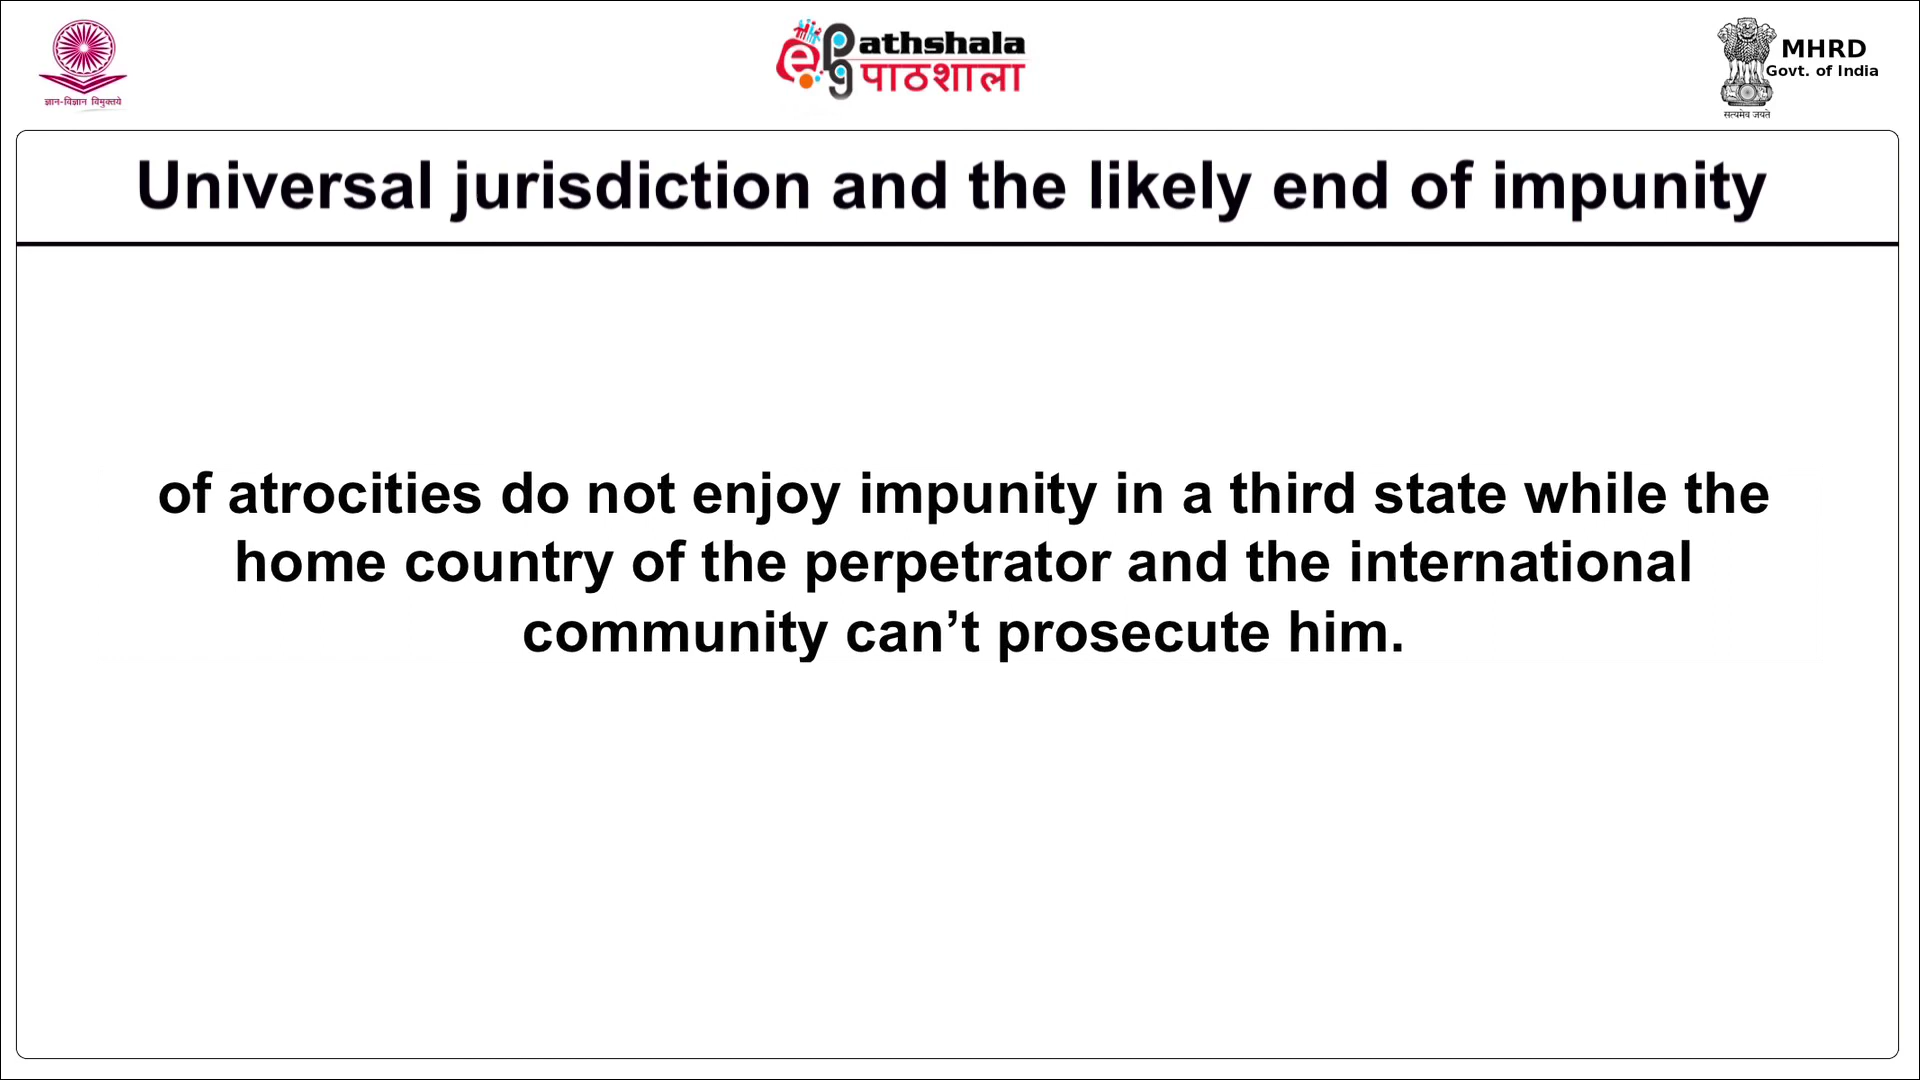 ज्ञान-विज्ञान विमुक्तये
epg
athshala
पाठशाला
MHRD
Govt. of India
सत्यमेव जयते
Universal jurisdiction and the likely end of impunity
of atrocities do not enjoy impunity in a third state while the
home country of the perpetrator and the international
community can’t prosecute him.